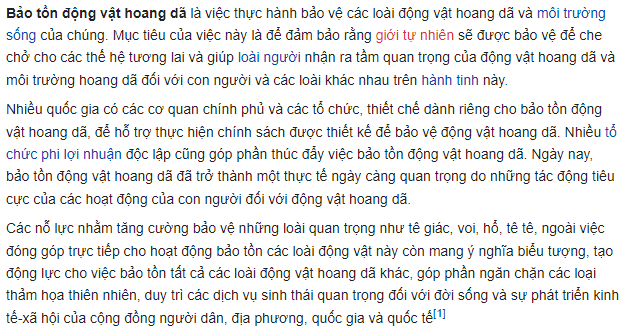 Bảo tồn động vật hoang dã là việc thực hành bảo vệ các loài động vật hoang dã và môi trường
sống của chúng. Mục tiêu của việc này là để đảm bảo rằng giới tự nhiên sẽ được bảo vệ để che
chở cho các thế hệ tương lai và giúp loài người nhận ra tầm quan trọng của động vật hoang dã và
môi trường hoang dã đối với con người và các loài khác nhau trên hành tinh này.
Nhiều quốc gia có các cơ quan chính phủ và các tổ chức, thiết chế dành riêng cho bảo tồn động
vật hoang dã, để hỗ trợ thực hiện chính sách được thiết kế để bảo vệ động vật hoang dã. Nhiều tổ
chức phi lợi nhuận độc lập cũng góp phần thúc đẩy việc bảo tồn động vật hoang dã. Ngày nay,
bảo tồn động vật hoang dã đã trở thành một thực tế ngày càng quan trọng do những tác động tiêu
cực của các hoạt động của con người đối với động vật hoang dã.
Các nỗ lực nhằm tăng cường bảo vệ những loài quan trọng như tê giác, voi, hổ, tê tê, ngoài việc
đóng góp trực tiếp cho hoạt động bảo tồn các loài động vật này còn mang ý nghĩa biểu tượng, tạo
động lực cho việc bảo tồn tất cả các loài động vật hoang dã khác, góp phần ngăn chặn các loại
thảm họa thiên nhiên, duy trì các dịch vụ sinh thái quan trọng đối với đời sống và sự phát triển kinh
tế-xã hội của cộng đồng người dân, địa phương, quốc gia và quốc tế[1]